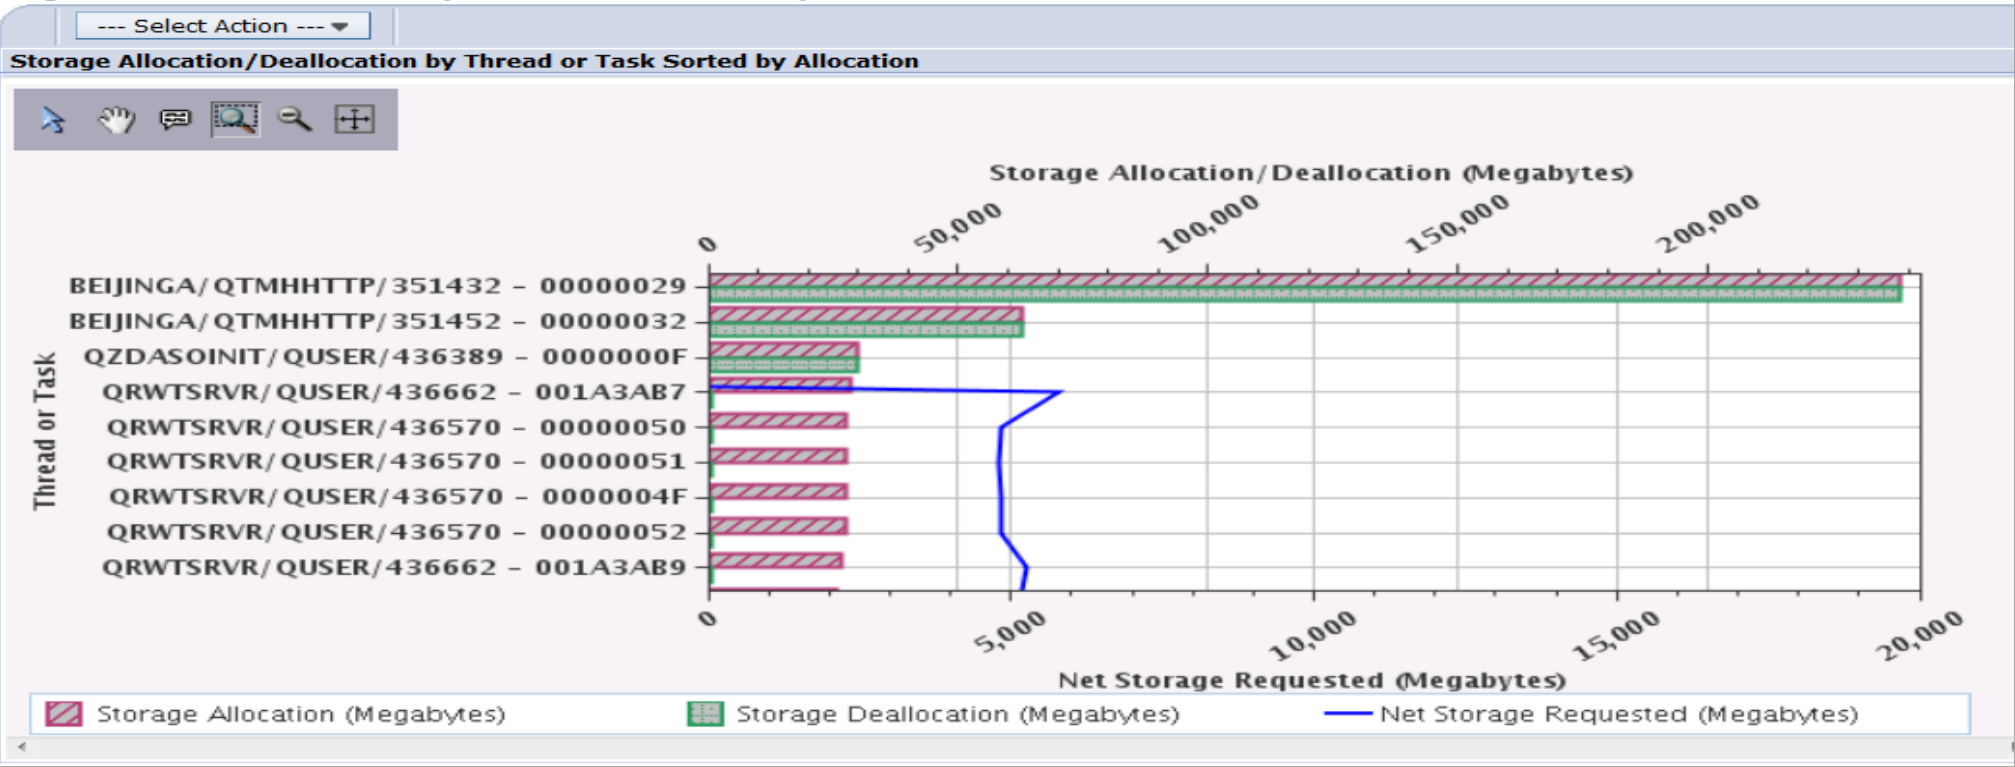 --- Select Action ---
Storage Allocation/Deallocation by Thread or Task Sorted by Allocation
Storage Allocation/Deallocation (Megabytes)
0
50,000
100,000
150,000
200,000
Thread or Task
BEIJINGA/QTMHHTTP/351432 - 00000029
BEIJINGA/QTMHHTTP/351452 - 00000032
QZDASOINIT/QUSER/436389 - 0000000F
QRWTSRVR/QUSER/436662 - 001A3AB7
QRWTSRVR/QUSER/436570 - 00000050
QRWTSRVR/QUSER/436570 - 00000051
QRWTSRVR/QUSER/436570 - 0000004F
QRWTSRVR/QUSER/436570 - 00000052
QRWTSRVR/QUSER/436662 - 001A3AB9
0
5,000
10,000
15,000
20,000
Net Storage Requested (Megabytes)
Storage Allocation (Megabytes)
Storage Deallocation (Megabytes)
Net Storage Requested (Megabytes)